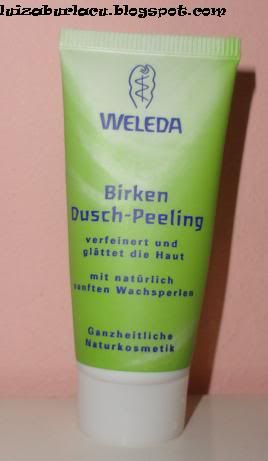 luizaburlacu.blogspot.com
WELEDA
Birken
Dusch-Peeling
verfeinert und
glättet die Haut
mit natürlich
sanften Wachsperlen
Ganzheitliche
Naturkosmetik